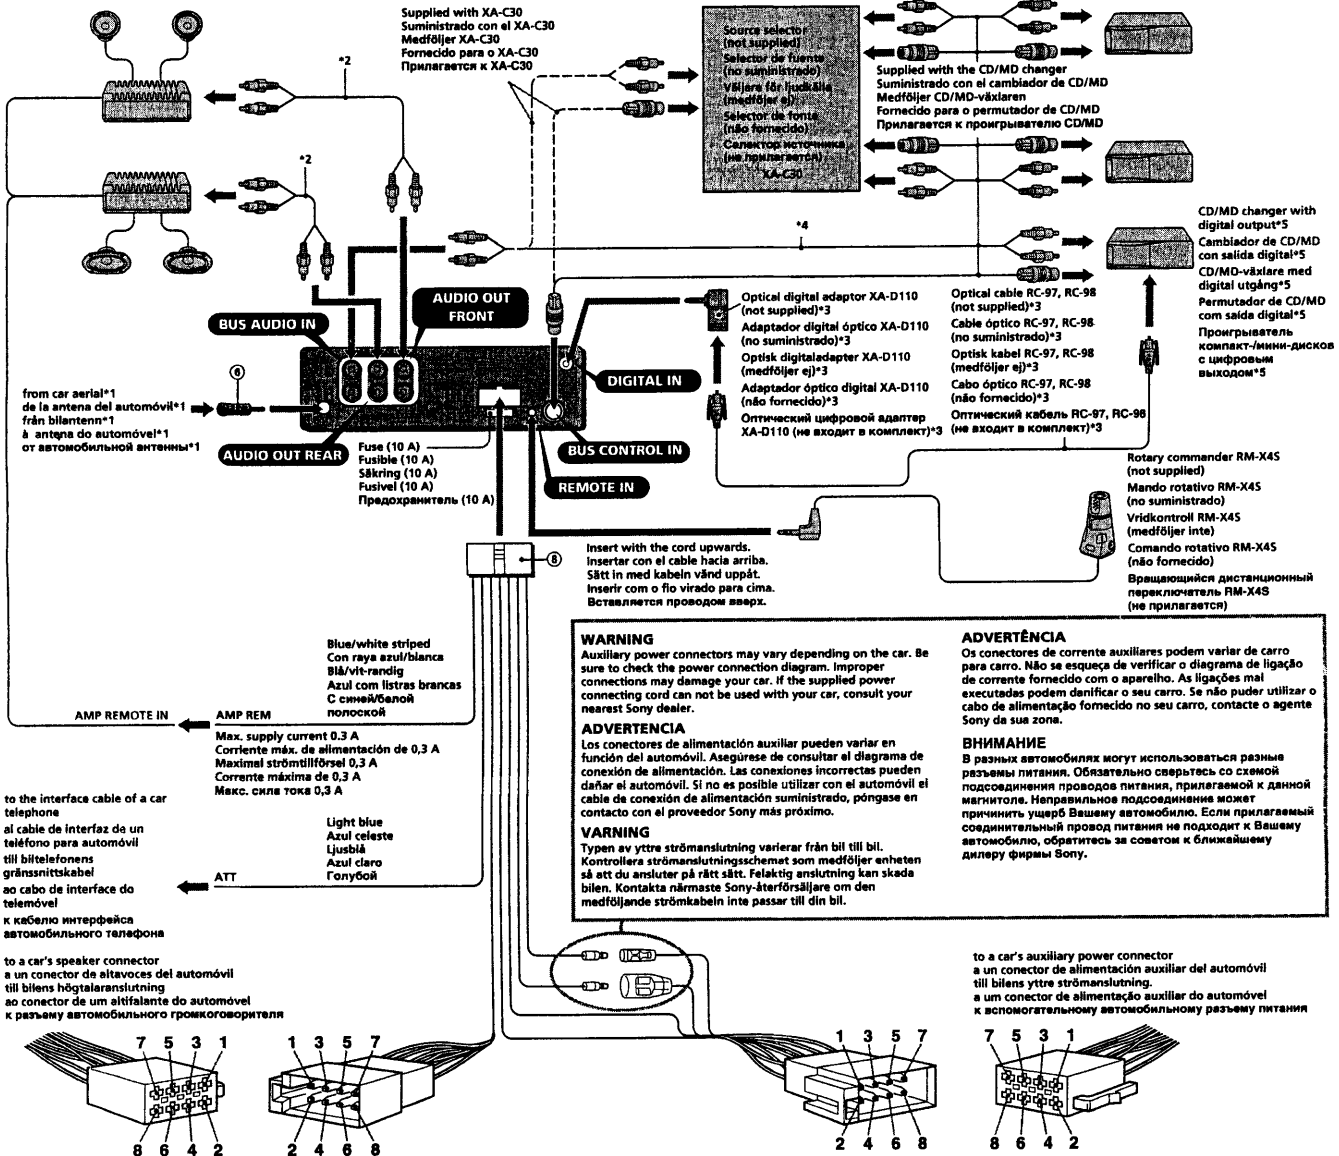 Supplied with XA-C30
Suministrado con el XA-C30
Medföljer XA-C30
Fornecido para o XA-C30
Прилагается к XA-C30
*2
*2
Source selector
(not supplied)
Selector de fuente
(no suministrado)
Väljare för ljudkälla
(medföljer ej)
Selector de fonte
(não fornecido)
Селектор источника
(не прилагается)
XA-C30
Supplied with the CD/MD changer
Suministrado con el cambiador de CD/MD
Medföljer CD/MD-växlaren
Fornecido para o permutador de CD/MD
Прилагается к проигрывателю CD/MD
*4
CD/MD changer with
digital output*5
Cambiador de CD/MD
con salida digital*5
CD/MD-växlare med
digital utgång*5
Permutador de CD/MD
com saída digital*5
Проигрыватель
компакт-/мини-дисков
с цифровым
выходом*5
BUS AUDIO IN
AUDIO OUT
FRONT
DIGITAL IN
AUDIO OUT REAR
BUS CONTROL IN
REMOTE IN
6
from car aerial*1
de la antena del automóvil*1
från bilantenn*1
à antena do automóvel*1
от автомобильной антенны*1
Fuse (10 A)
Fusible (10 A)
Säkring (10 A)
Fusivel (10 A)
Предохранитель (10 A)
Optical digital adaptor XA-D110
(not supplied)*3
Adaptador digital óptico XA-D110
(no suministrado)*3
Optisk digitaladapter XA-D110
(medföljer ej)*3
Adaptador óptico digital XA-D110
(não fornecido)*3
Оптический цифровой адаптер
XA-D110 (не входит в комплект)*3
Optical cable RC-97, RC-98
(not supplied)*3
Cable óptico RC-97, RC-98
(no suministrado)*3
Optisk kabel RC-97, RC-98
(medföljer ej)*3
Cabo óptico RC-97, RC-98
(não fornecido)*3
Оптический кабель RC-97, RC-98
(не входит в комплект)*3
Rotary commander RM-X4S
(not supplied)
Mando rotativo RM-X4S
(no suministrado)
Vridkontroll RM-X4S
(medföljer inte)
Comando rotativo RM-X4S
(não fornecido)
Вращающийся дистанционный
переключатель RM-X4S
(не прилагается)
8
Insert with the cord upwards.
Insertar con el cable hacia arriba.
Sätt in med kabeln vänd uppåt.
Inserir com o fio virado para cima.
Вставляется проводом вверх.
Blue/white striped
Con raya azul/blanca
Blå/vit-randig
Azul com listras brancas
С синей/белой
полоской
AMP REMOTE IN
AMP REM
Max. supply current 0.3 A
Corriente máx. de alimentación de 0,3 A
Maximal strömtillförsel 0,3 A
Corrente máxima de 0,3 A
Макс. сила тока 0,3 A
to the interface cable of a car
telephone
al cable de interfaz de un
teléfono para automóvil
till biltelefonens
gränssnittskabel
ao cabo de interface do
telemóvel
к кабелю интерфейса
автомобильного телефона
Light blue
Azul celeste
Ljusblå
Azul claro
Голубой
ATT
WARNING
Auxiliary power connectors may vary depending on the car. Be
sure to check the power connection diagram. Improper
connections may damage your car. If the supplied power
connecting cord can not be used with your car, consult your
nearest Sony dealer.
ADVERTENCIA
Los conectores de alimentación auxiliar pueden variar en
función del automóvil. Asegúrese de consultar el diagrama de
conexión de alimentación. Las conexiones incorrectas pueden
dañar el automóvil. Si no es posible utilizar con el automóvil el
cable de conexión de alimentación suministrado, póngase en
contacto con el proveedor Sony más próximo.
VARNING
Typen av yttre strömanslutning varierar från bil till bil.
Kontrollera strömanslutningsschemat som medföljer enheten
så att du ansluter på rätt sätt. Felaktig anslutning kan skada
bilen. Kontakta närmaste Sony-återförsäljare om den
medföljande strömkabeln inte passar till din bil.
ADVERTÊNCIA
Os conectores de corrente auxiliares podem variar de carro
para carro. Não se esqueça de verificar o diagrama de ligação
de corrente fornecido com o aparelho. As ligações mal
executadas podem danificar o seu carro. Se não puder utilizar o
cabo de alimentação fornecido no seu carro, contacte o agente
Sony da sua zona.
ВНИМАНИЕ
В разных автомобилях могут использоваться разные
разъемы питания. Обязательно сверьтесь со схемой
подсоединения проводов питания, прилагаемой к данной
магнитоле. Неправильное подсоединение может
причинить ущерб Вашему автомобилю. Если прилагаемый
соединительный провод питания не подходит к Вашему
автомобилю, обратитесь за советом к ближайшему
дилеру фирмы Sony.
to a car's speaker connector
a un conector de altavoces del automóvil
till bilens högtalaranslutning
ao conector de um altifalante do automóvel
к разъему автомобильного громкоговорителя
to a car's auxiliary power connector
a un conector de alimentación auxiliar del automóvil
till bilens yttre strömanslutning.
a um conector de alimentação auxiliar do automóvel
к вспомогательному автомобильному разъему питания
7 5 3 1
8 6 4 2
1 3 5 7
2 4 6 8
1 3 5 7
2 4 6 8
7 5 3 1
8 6 4 2